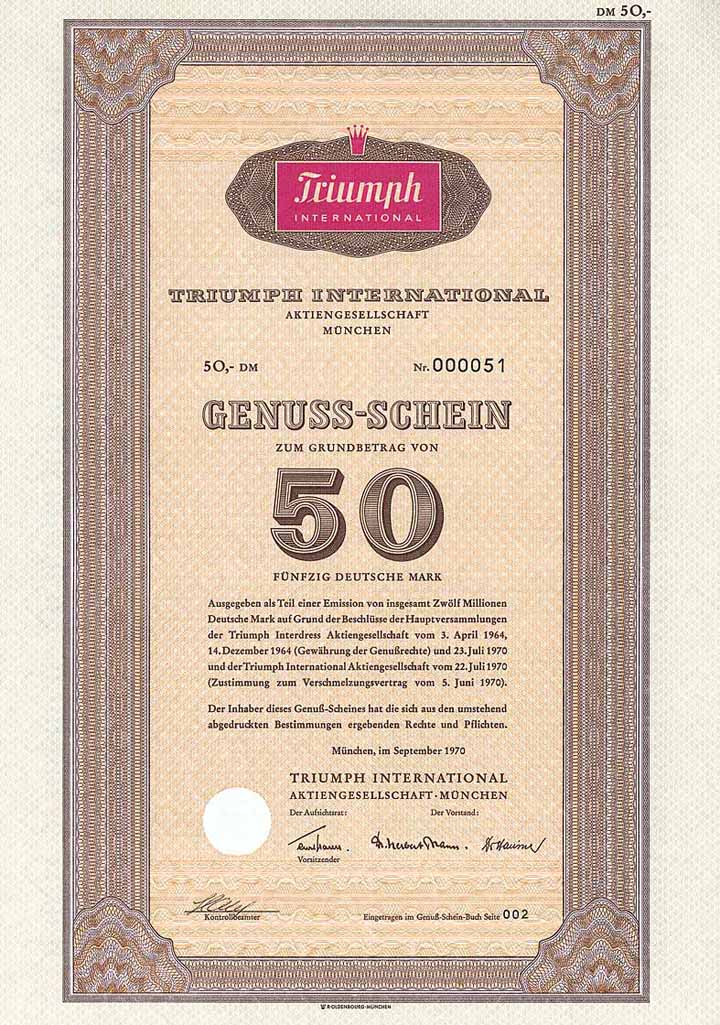 DM 50,-
Triumph
INTERNATIONAL
TRIUMPH INTERNATIONAL
AKTIENGESELLSCHAFT
MÜNCHEN
50,- DM Nr. 000051
GENUSS-SCHEIN
ZUM GRUNDBETRAG VON
50
FÜNFZIG DEUTSCHE MARK
Ausgegeben als Teil einer Emission von insgesamt Zwölf Millionen
Deutsche Mark auf Grund der Beschlüsse der Hauptversammlungen
der Triumph Interdress Aktiengesellschaft vom 3. April 1964,
14. Dezember 1964 (Gewährung der Genußrechte) und 23. Juli 1970
und der Triumph International Aktiengesellschaft vom 22. Juli 1970
(Zustimmung zum Verschmelzungsvertrag vom 5. Juni 1970).
Der Inhaber dieses Genuß-Scheines hat die sich aus den umstehend
abgedruckten Bestimmungen ergebenden Rechte und Pflichten.
München, im September 1970
TRIUMPH INTERNATIONAL
AKTIENGESELLSCHAFT · MÜNCHEN
Der Aufsichtsrat: Der Vorstand:
Dr. Herbert Braun.
Vorsitzender
Kontrollbeamter
Eingetragen im Genuß-Schein-Buch Seite 002
R·OLDENBOURG·MÜNCHEN